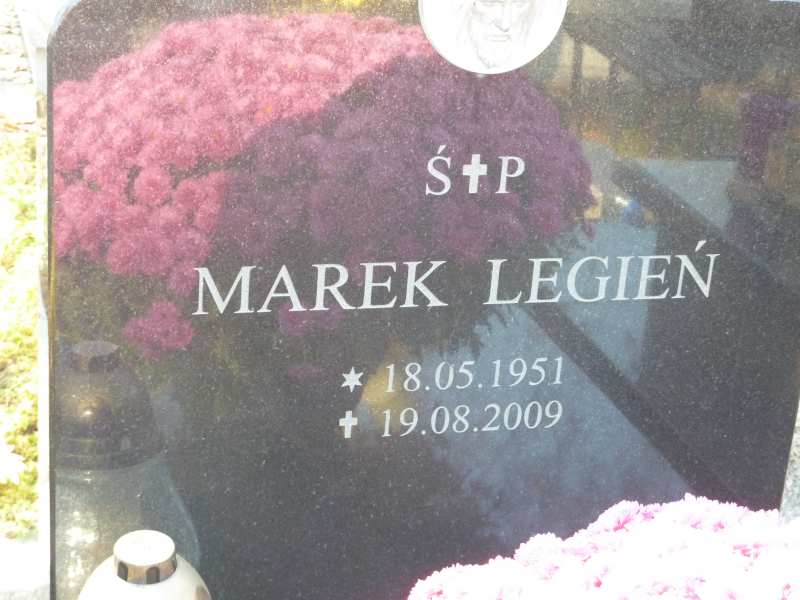 Ś✝P
MAREK LEGIEŃ
✶ 18.05.1951
✝ 19.08.2009